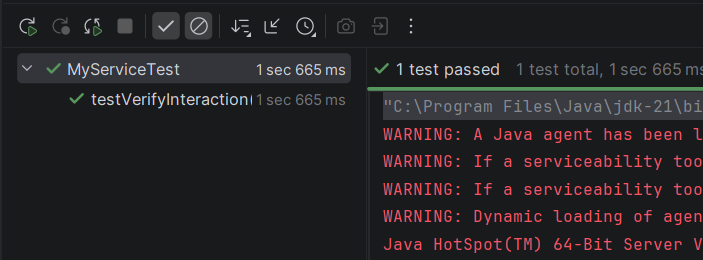 MyServiceTest 1 sec 665 ms
testVerifyInteraction( 1 sec 665 ms
1 test passed 1 test total, 1 sec 665 ms
"C:\Program Files\Java\jdk-21\bi
WARNING: A Java agent has been l
WARNING: If a serviceability too
WARNING: If a serviceability too
WARNING: Dynamic loading of agen
Java HotSpot(TM) 64-Bit Server V